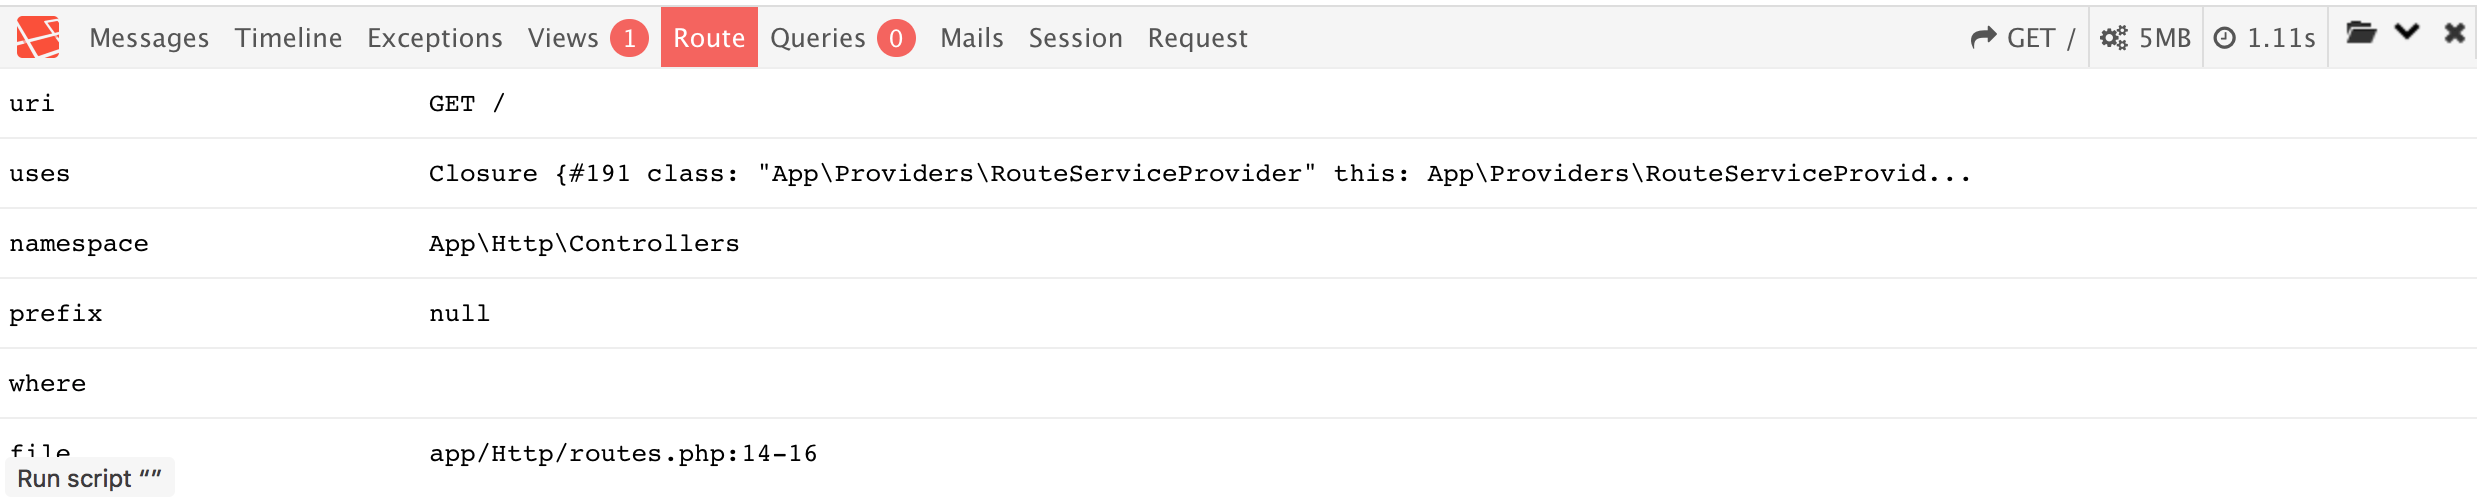 Messages Timeline Exceptions Views 1 Route Queries 0 Mails Session Request GET / 5MB 1.11s
uri GET /
uses Closure {#191 class: "App\Providers\RouteServiceProvider" this: App\Providers\RouteServiceProvid...
namespace App\Http\Controllers
prefix null
where
file app/Http/routes.php:14-16
Run script “”